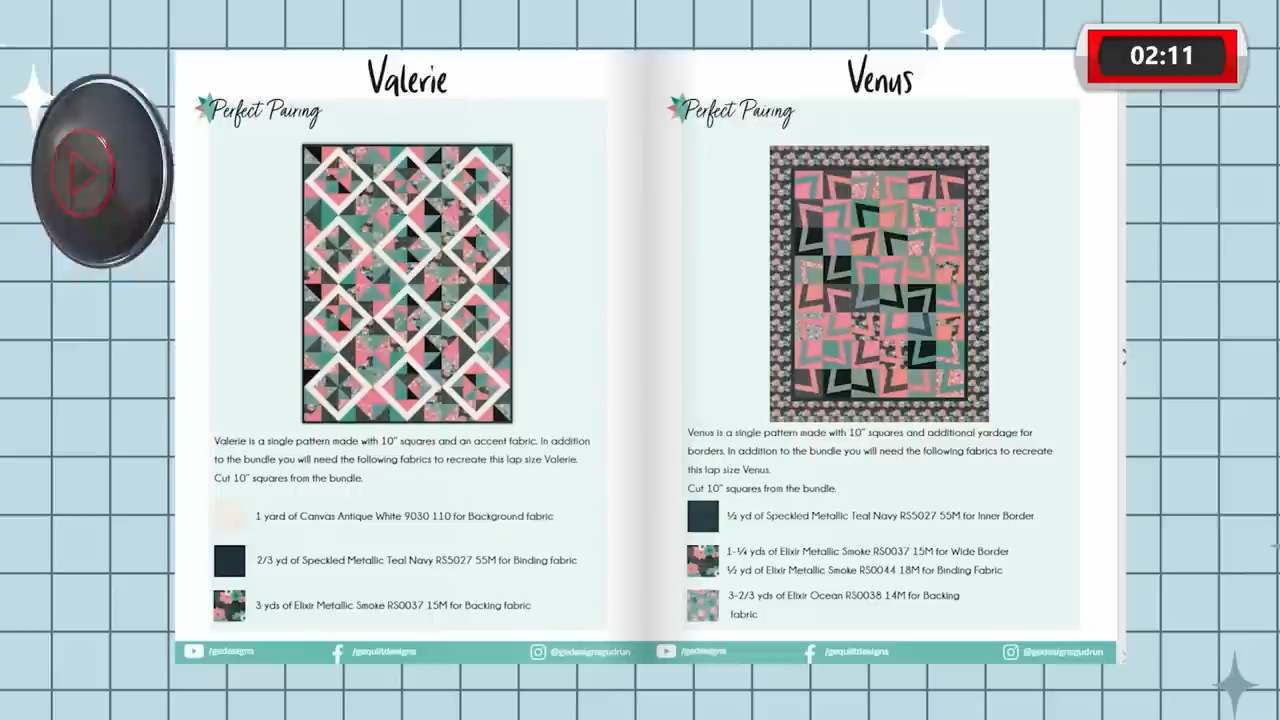 02:11
Valerie
Perfect Pairing
Valerie is a single pattern made with 10" squares and an accent fabric. In addition
to the bundle you will need the following fabrics to recreate this lap size Valerie.
Cut 10" squares from the bundle.
1 yard of Canvas Antique White 9030 110 for Background fabric
2/3 yd of Speckled Metallic Teal Navy RS5027 55M for Binding fabric
3 yds of Elixir Metallic Smoke RS0037 15M for Backing fabric
/gedesigns
/gequiltdesigns
@gedesignsgudrun
Venus
Perfect Pairing
Venus is a single pattern made with 10" squares and additional yardage for
borders. In addition to the bundle you will need the following fabrics to recreate
this lap size Venus.
Cut 10" squares from the bundle.
½ yd of Speckled Metallic Teal Navy RS5027 55M for Inner Border
1-¼ yds of Elixir Metallic Smoke RS0037 15M for Wide Border
½ yd of Elixir Metallic Smoke RS0044 18M for Binding Fabric
3-2/3 yds of Elixir Ocean RS0038 14M for Backing
fabric
/gedesigns
/gequiltdesigns
@gedesignsgudrun